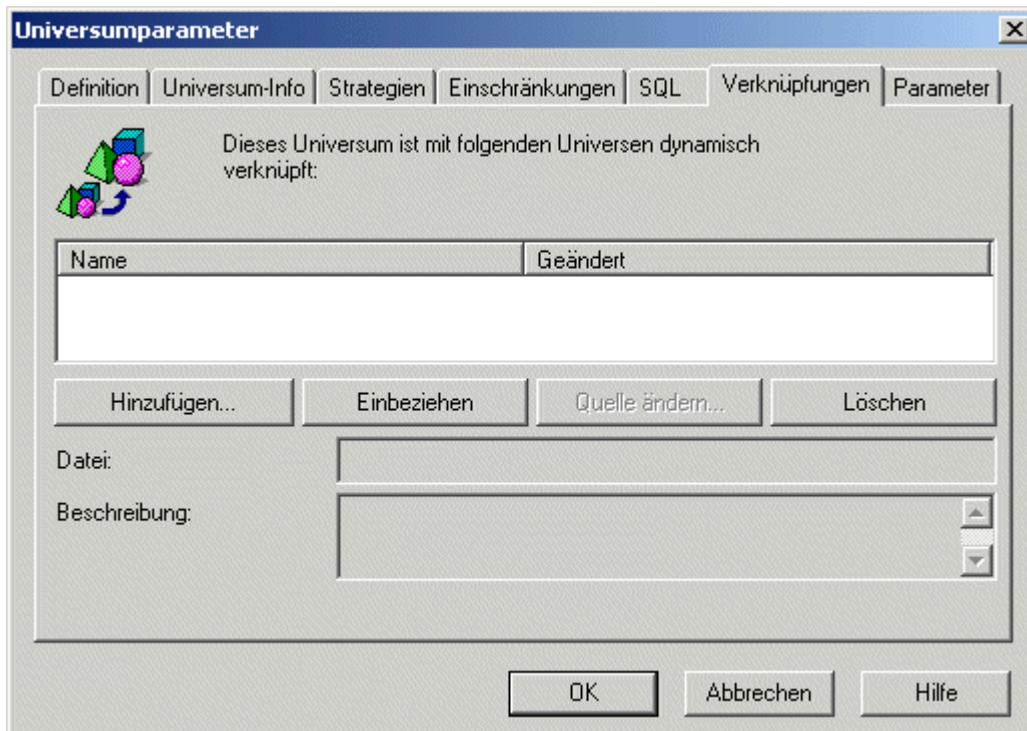 Universumparameter
Definition Universum-Info Strategien Einschränkungen SQL Verknüpfungen Parameter
Dieses Universum ist mit folgenden Universen dynamisch
verknüpft:
Name Geändert
Hinzufügen... Einbeziehen Quelle ändern... Löschen
Datei:
Beschreibung:
OK Abbrechen Hilfe